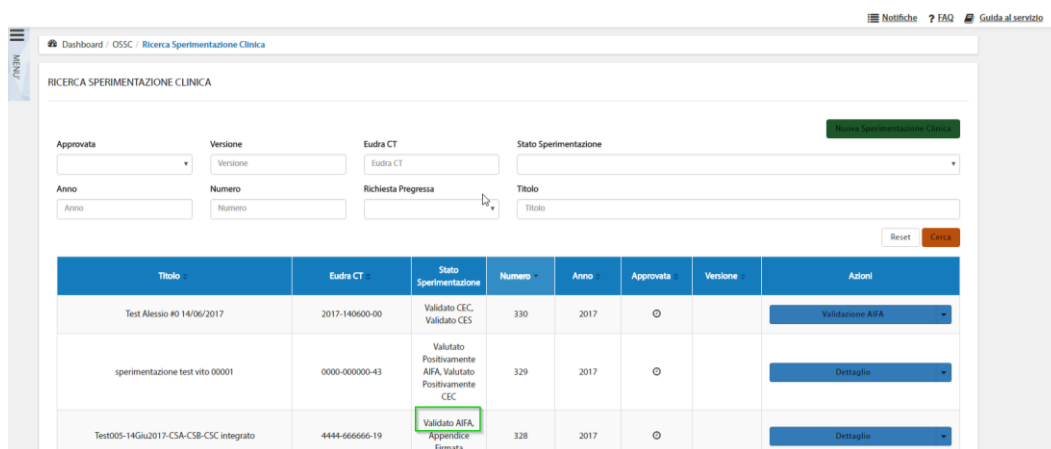 Notifiche ? FAQ Guida al servizio
MENU'
Dashboard / OSSC / Ricerca Sperimentazione Clinica
RICERCA SPERIMENTAZIONE CLINICA
Nuova Sperimentazione Clinica
Approvata Versione Eudra CT Stato Sperimentazione
Versione Eudra CT
Anno Numero Richiesta Pregressa Titolo
Anno Numero Titolo
Reset Cerca
Titolo Eudra CT Stato Sperimentazione Numero Anno Approvata Versione Azioni
Test Alessio #0 14/06/2017 2017-140600-00 Validato CEC, Validato CES 330 2017 Validazione AIFA
sperimentazione test vito 00001 0000-000000-43 Valutato Positivamente AIFA, Valutato Positivamente CEC 329 2017 Dettaglio
Test005-14Giu2017-CSA-CSB-CSC integrato 4444-666666-19 Validato AIFA, Appendice Firmata 328 2017 Dettaglio